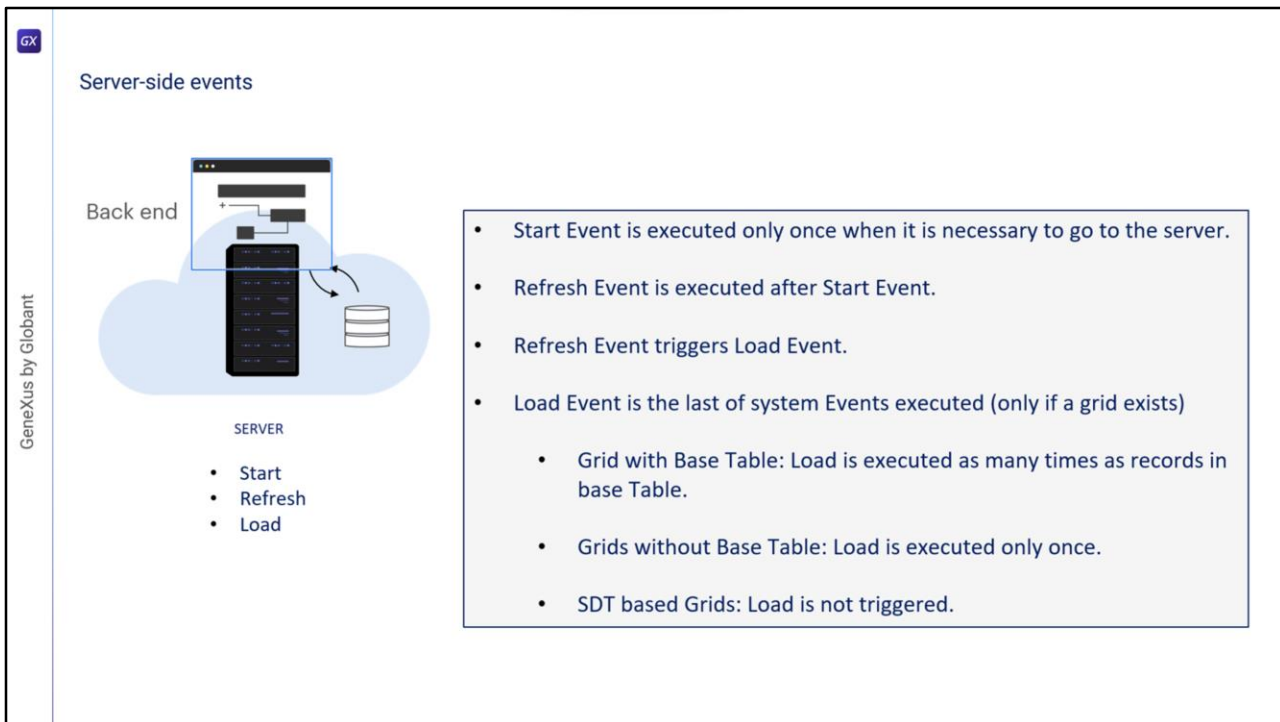 GX
Server-side events
Back end
SERVER
• Start
• Refresh
• Load
• Start Event is executed only once when it is necessary to go to the server.
• Refresh Event is executed after Start Event.
• Refresh Event triggers Load Event.
• Load Event is the last of system Events executed (only if a grid exists)
• Grid with Base Table: Load is executed as many times as records in
base Table.
• Grids without Base Table: Load is executed only once.
• SDT based Grids: Load is not triggered.
GeneXus by Globant